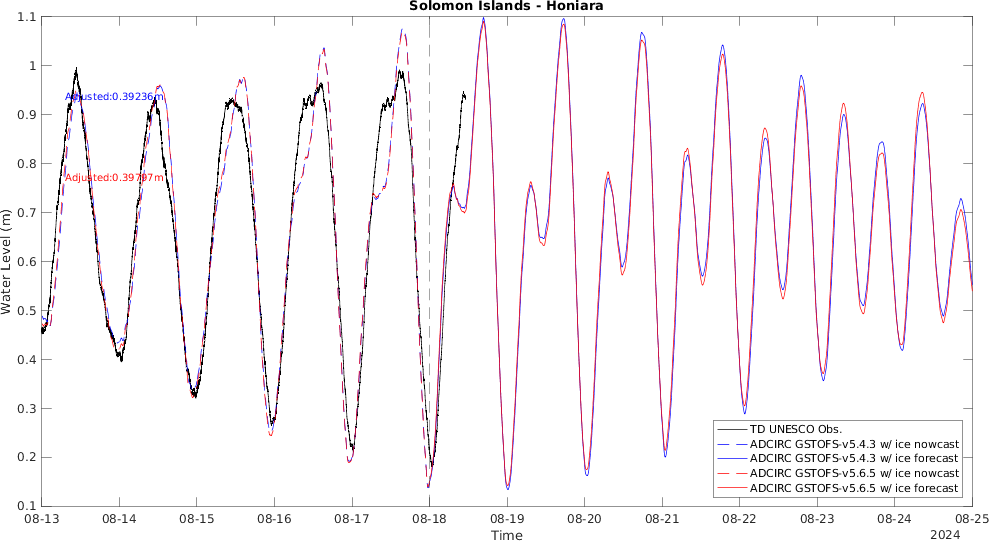 Solomon Islands - Honiara
1.1
1
0.9
0.8
0.7
0.6
0.5
0.4
0.3
0.2
0.1
Water Level (m)
Adjusted:0.39236m
Adjusted:0.39797m
TD UNESCO Obs.
ADCIRC GSTOFS-v5.4.3 w/ ice nowcast
ADCIRC GSTOFS-v5.4.3 w/ ice forecast
ADCIRC GSTOFS-v5.6.5 w/ ice nowcast
ADCIRC GSTOFS-v5.6.5 w/ ice forecast
08-13 08-14 08-15 08-16 08-17 08-18 08-19 08-20 08-21 08-22 08-23 08-24 08-25
Time
2024